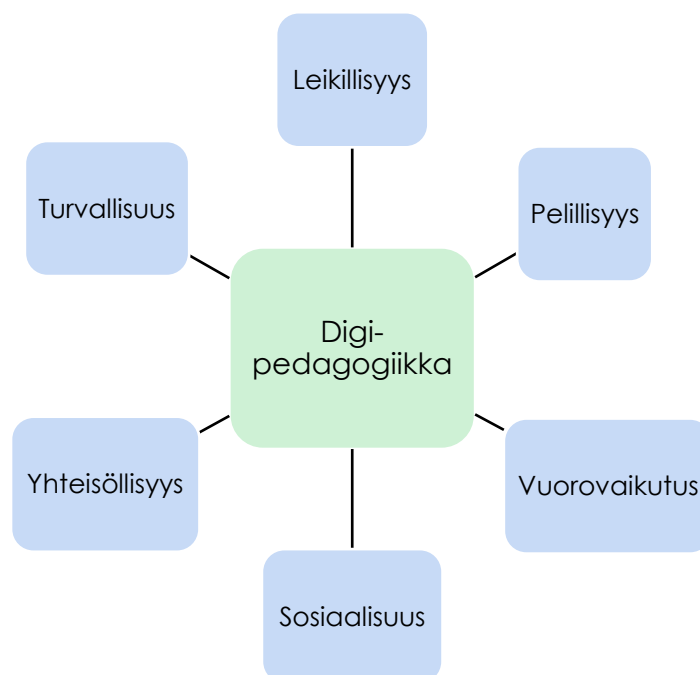 Leikillisyys
Turvallisuus
Pelillisyys
Digi-
pedagogiikka
Yhteisöllisyys
Vuorovaikutus
Sosiaalisuus